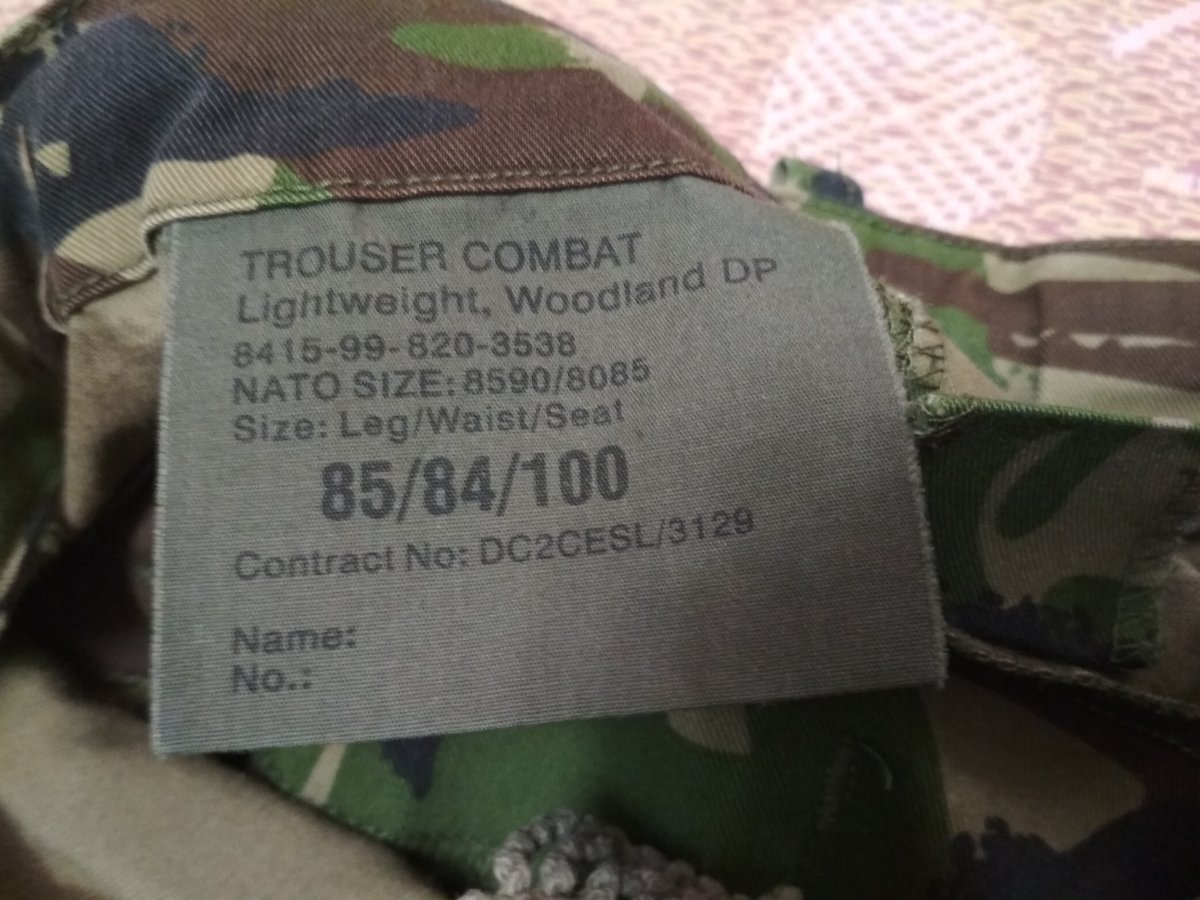 TROUSER COMBAT
Lightweight, Woodland DP
8415-99-820-3538
NATO SIZE: 8590/8085
Size: Leg/Waist/Seat
85/84/100
Contract No: DC2CESL/3129
Name:
No.: